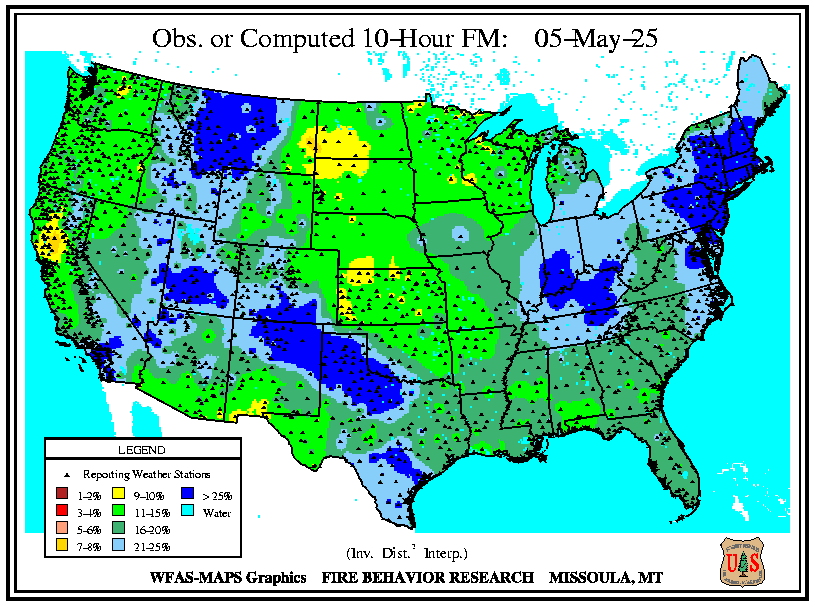 Obs. or Computed 10-Hour FM: 05-May-25
LEGEND
Reporting Weather Stations
1-2% 9-10% > 25%
3-4% 11-15% Water
5-6% 16-20%
7-8% 21-25%
(Inv. Dist.² Interp.)
WFAS-MAPS Graphics FIRE BEHAVIOR RESEARCH MISSOULA, MT
U S